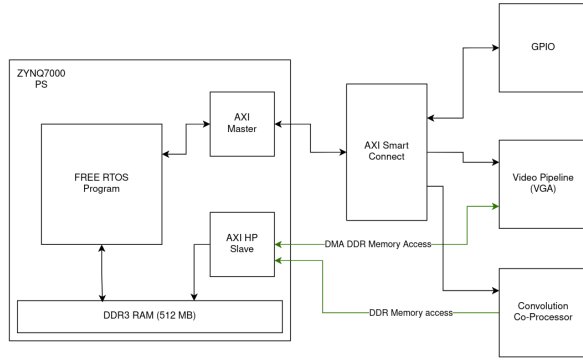 GPIO
ZYNQ7000
PS
AXI
Master
AXI Smart
Connect
FREE RTOS
Program
Video Pipeline
(VGA)
AXI HP
Slave
DMA DDR Memory Access
DDR3 RAM (512 MB)
DDR Memory access
Convolution
Co-Processor